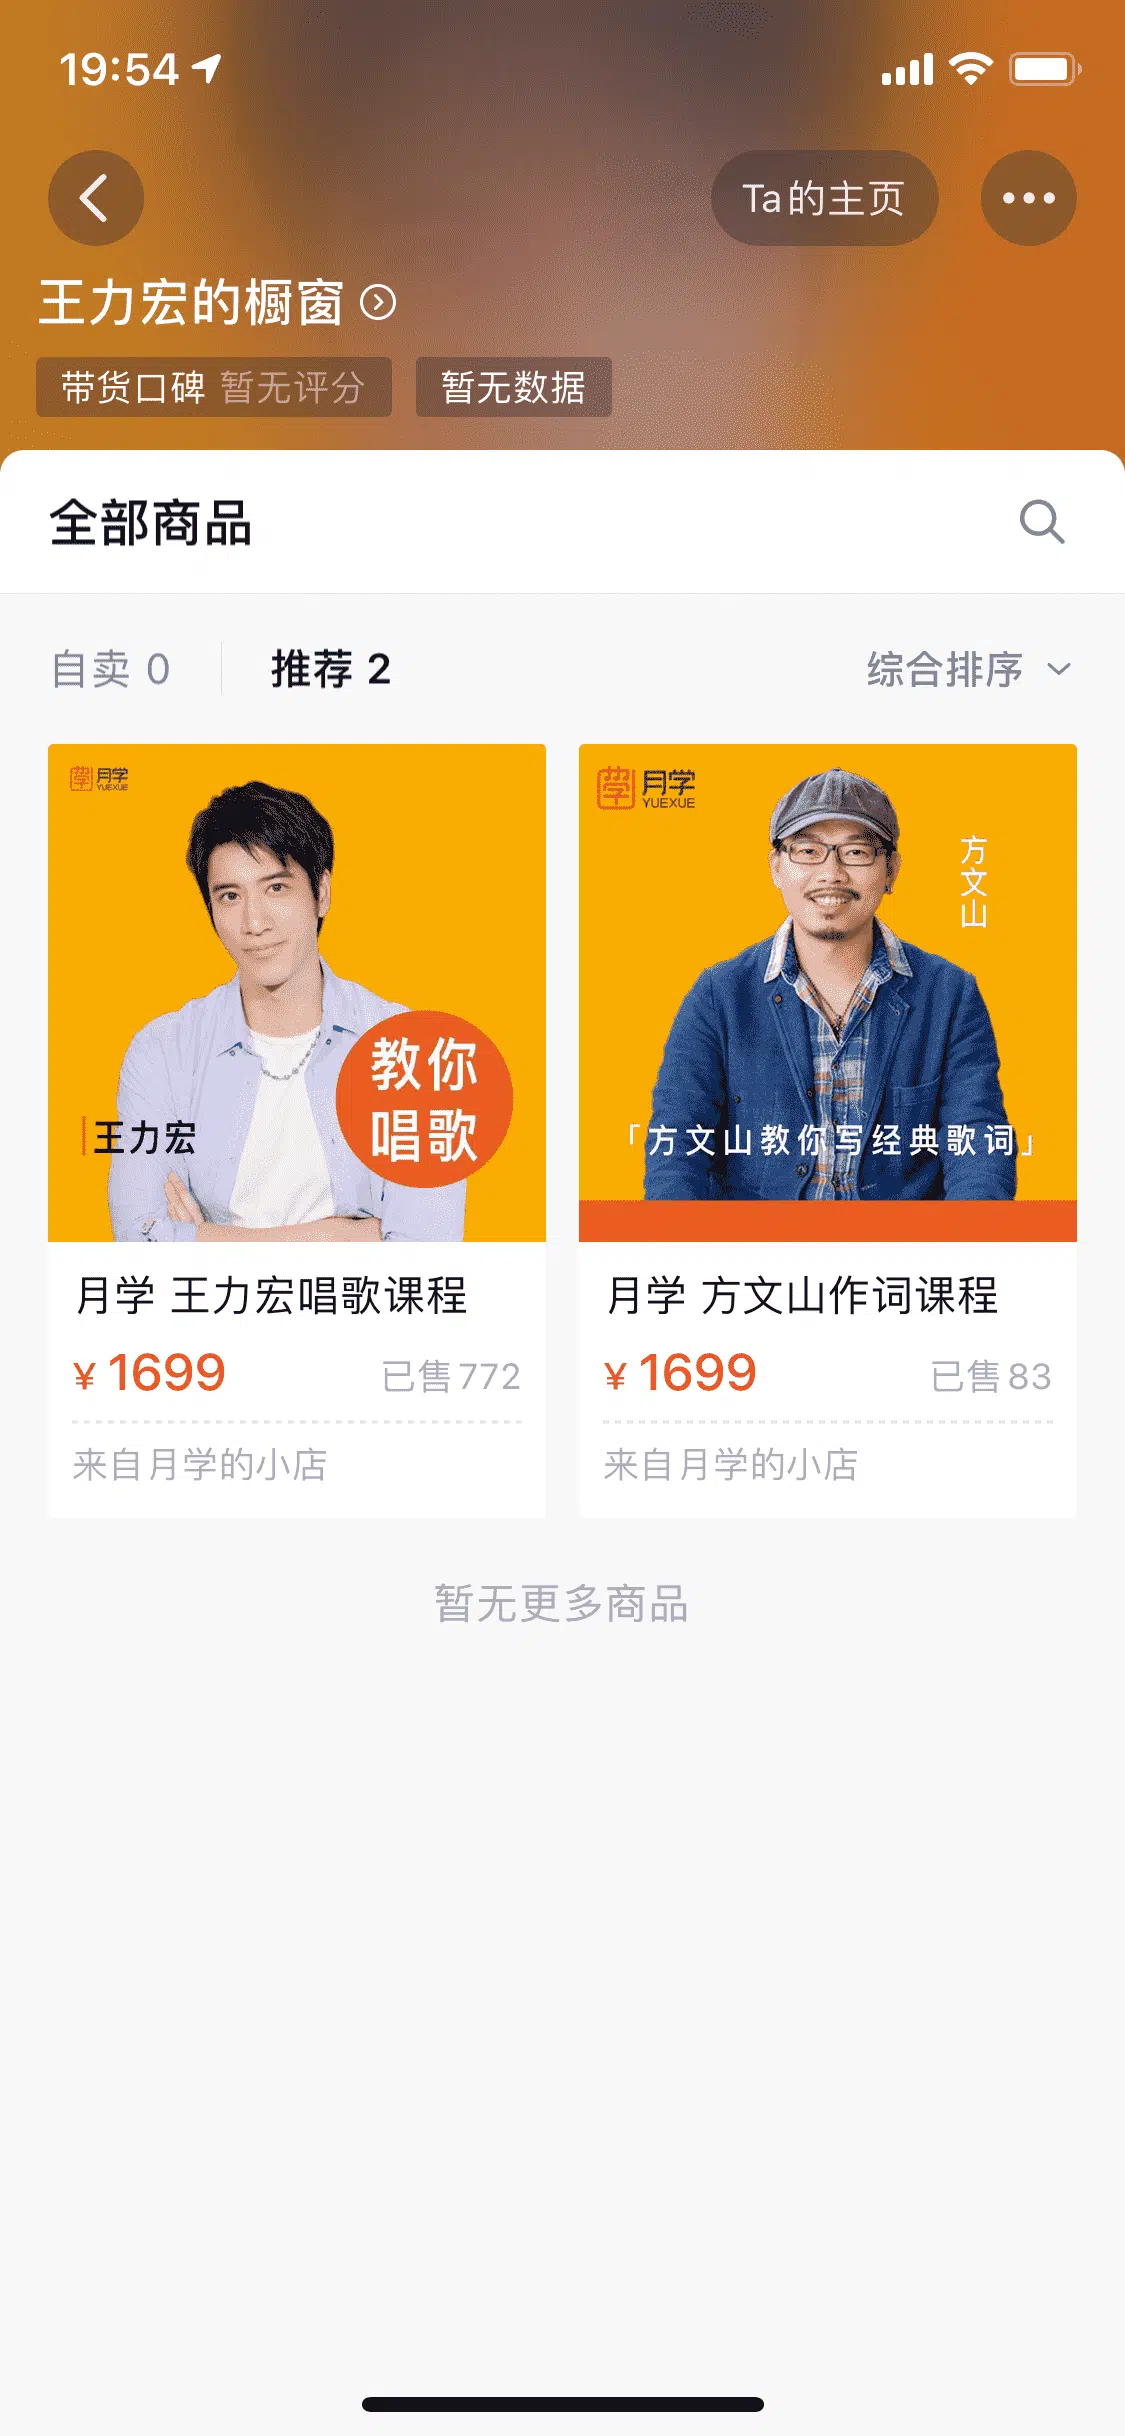 19:54
Ta的主页
王力宏的橱窗
带货口碑 暂无评分 暂无数据
全部商品
自卖 0 推荐 2 综合排序
月学
YUEXUE
王力宏
教你
唱歌
月学 王力宏唱歌课程
¥ 1699 已售772
来自月学的小店
月学
YUEXUE
方文山
「方文山教你写经典歌词」
月学 方文山作词课程
¥ 1699 已售83
来自月学的小店
暂无更多商品